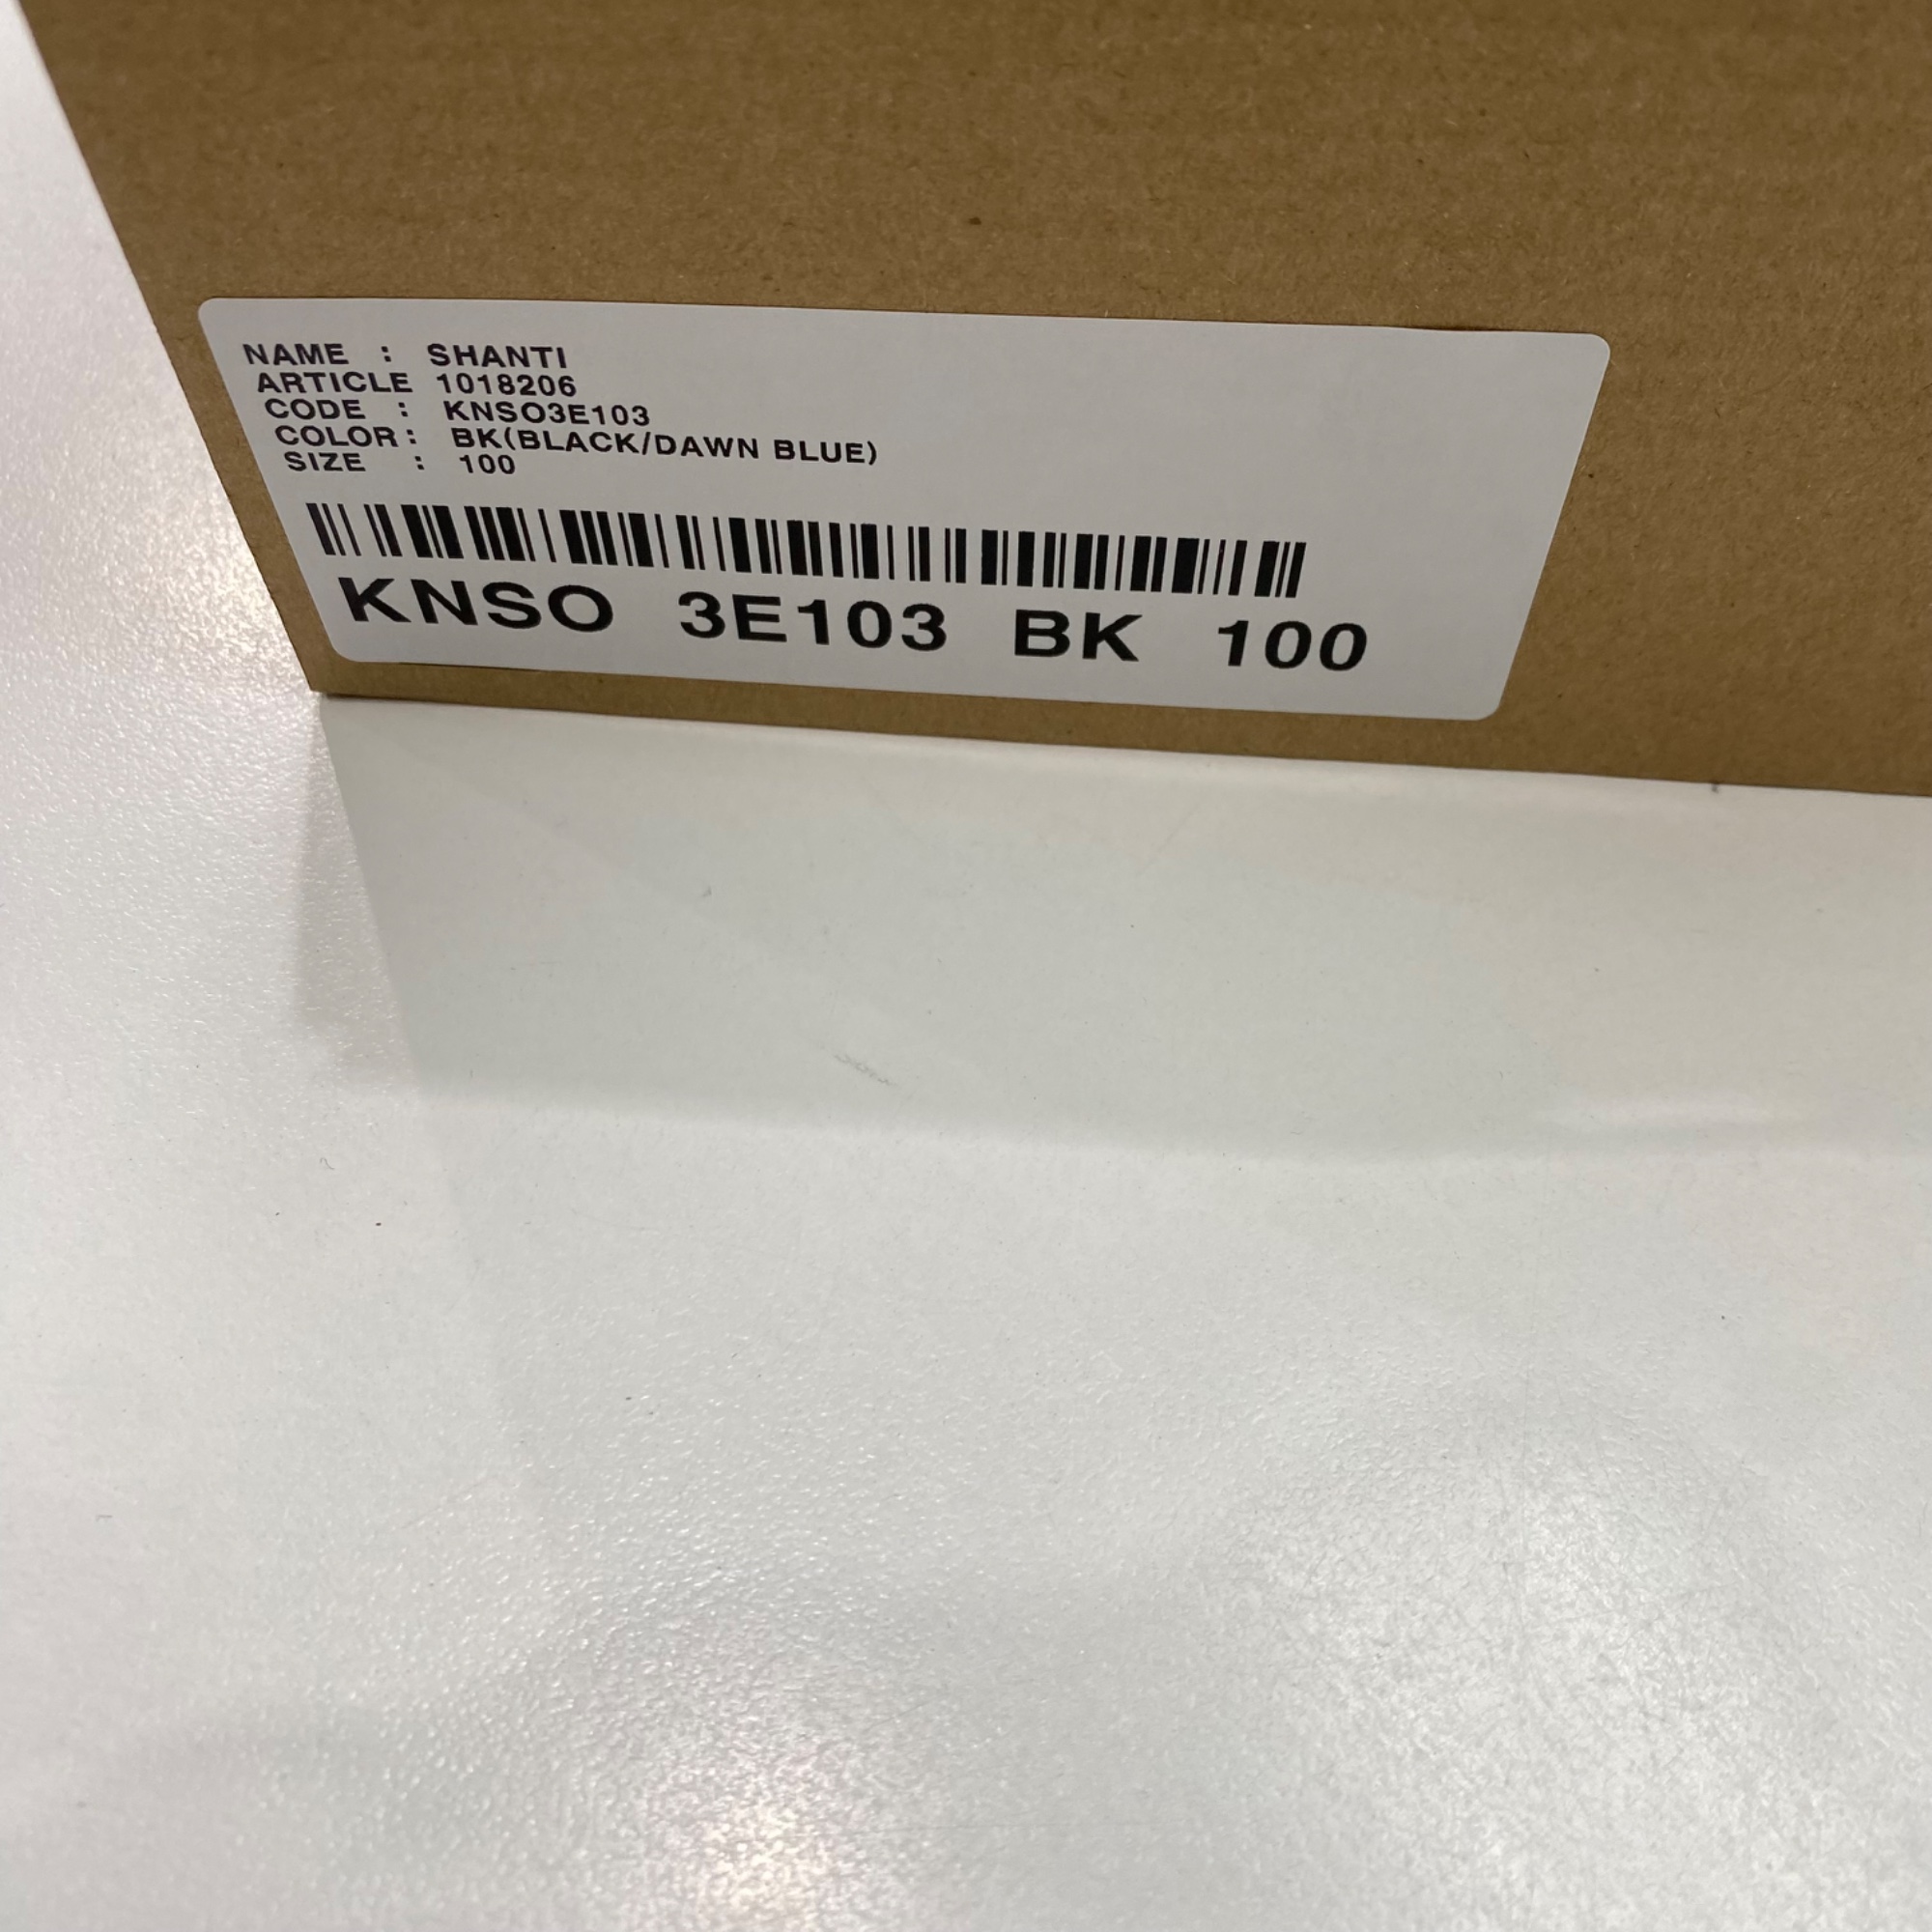 NAME : SHANTI
ARTICLE 1018206
CODE : KNSO3E103
COLOR: BK(BLACK/DAWN BLUE)
SIZE : 100
KNSO 3E103 BK 100